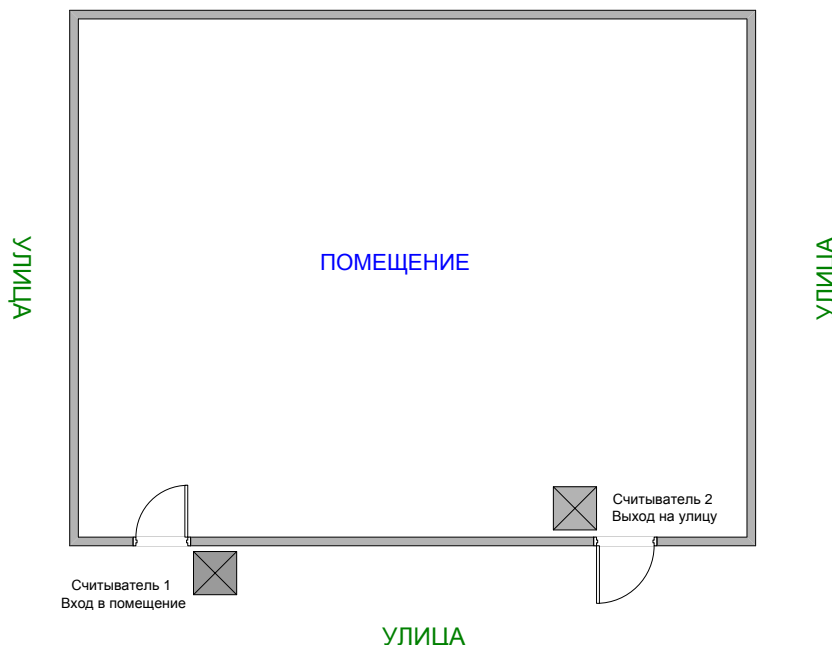 УЛИЦА
ПОМЕЩЕНИЕ
УЛИЦА
Считыватель 2
Выход на улицу
Считыватель 1
Вход в помещение
УЛИЦА